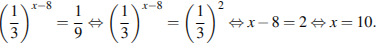 (1/3)^{x−8} = 1/9 ⇔ (1/3)^{x−8} = (1/3)^2 ⇔ x − 8 = 2 ⇔ x = 10.